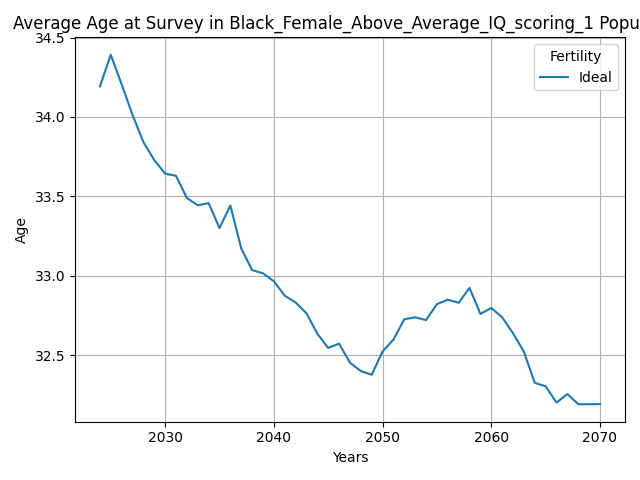 Average Age at Survey in Black_Female_Above_Average_IQ_scoring_1 Popu
34.5
34.0
33.5
33.0
32.5
Age
Fertility
Ideal
2030 2040 2050 2060 2070
Years